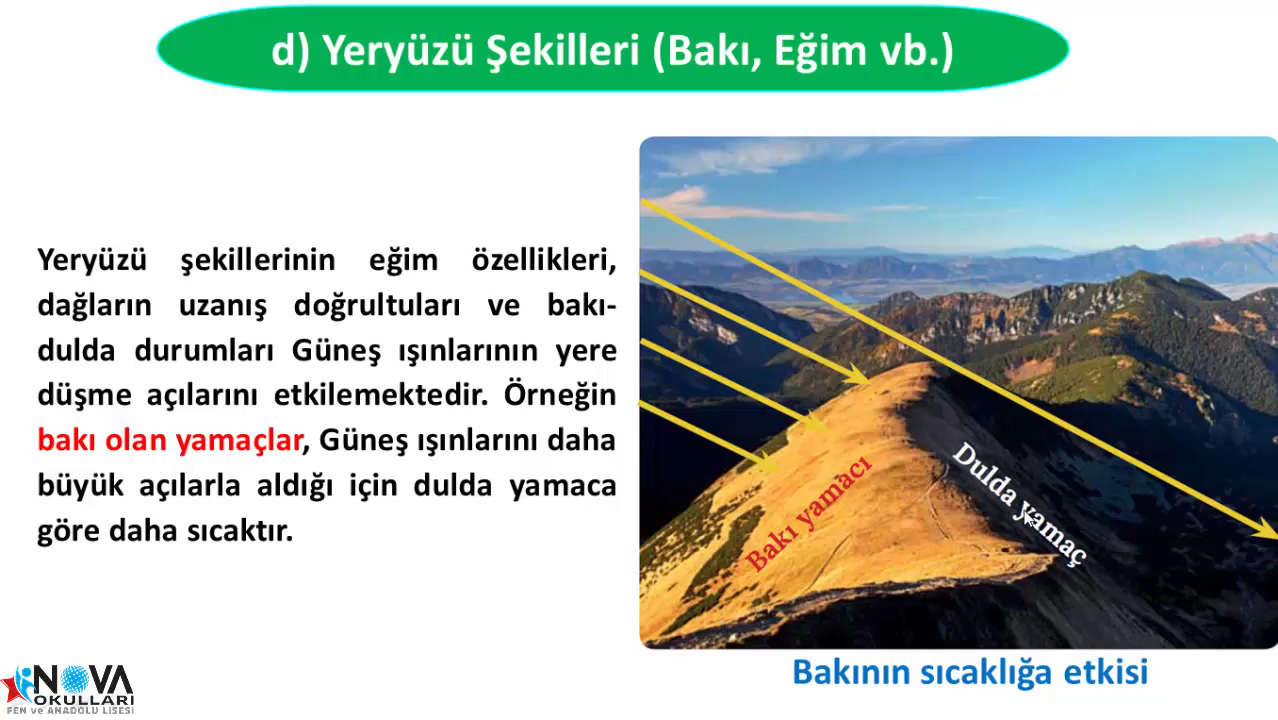 d) Yeryüzü Şekilleri (Bakı, Eğim vb.)
Yeryüzü şekillerinin eğim özellikleri,
dağların uzanış doğrultuları ve bakı-
dulda durumları Güneş ışınlarının yere
düşme açılarını etkilemektedir. Örneğin
bakı olan yamaçlar, Güneş ışınlarını daha
büyük açılarla aldığı için dulda yamaca
göre daha sıcaktır.
Bakı yamacı
Dulda yamaç
Bakının sıcaklığa etkisi
NOVA
OKULLARI
FEN ve ANADOLU LİSESİ